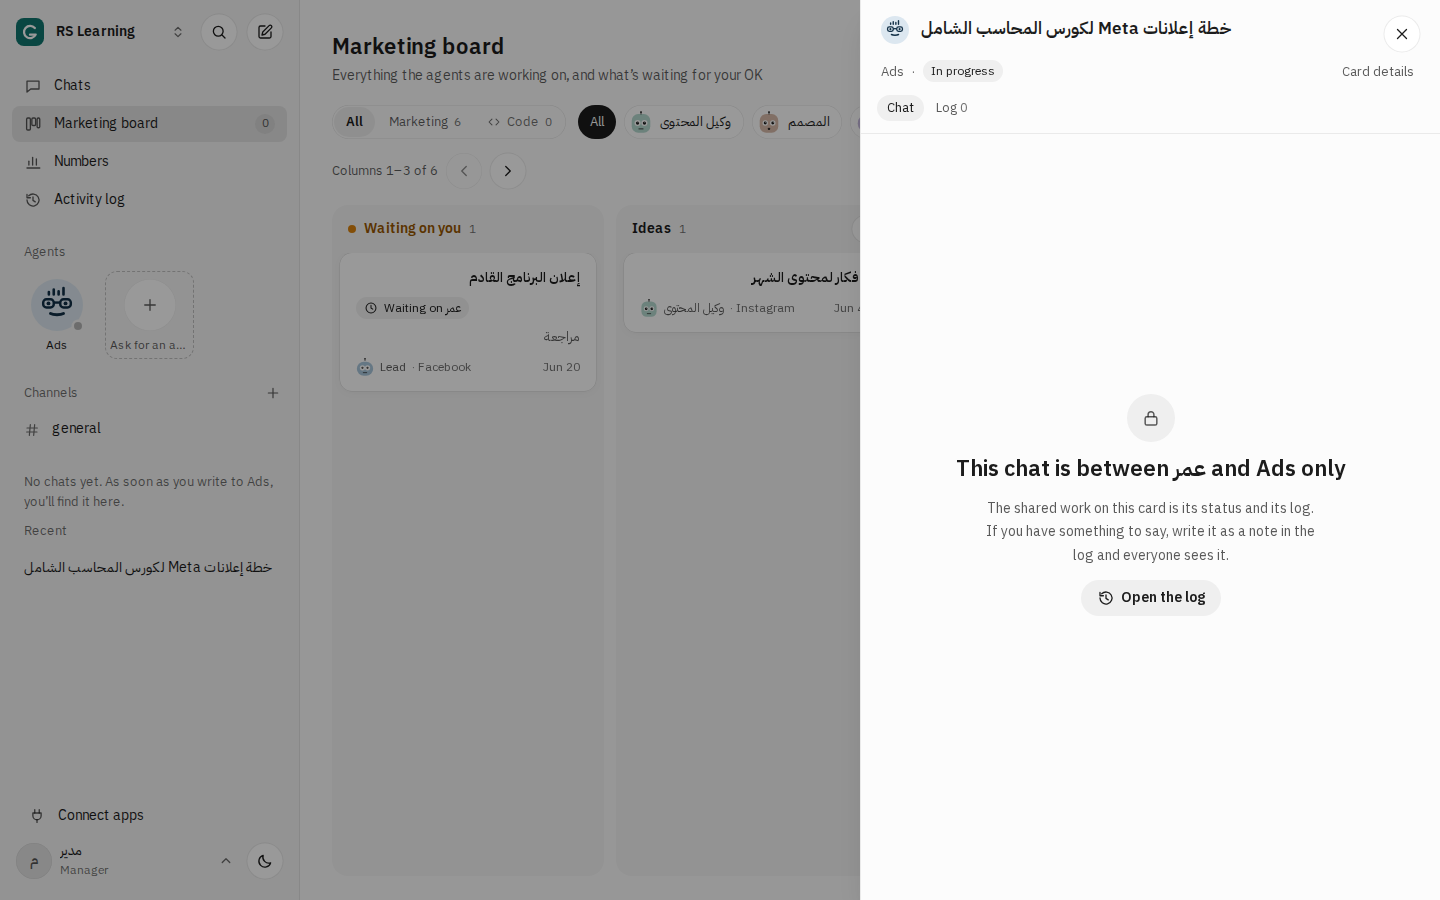 RS Learning
Chats
Marketing board 0
Numbers
Activity log
Agents
Ads
Ask for an a...
Channels
general
No chats yet. As soon as you write to Ads,
you'll find it here.
Recent
خطة إعلانات Meta لكورس المحاسب الشامل
Connect apps
م
مدير
Manager
Marketing board
Everything the agents are working on, and what's waiting for your OK
All Marketing 6 Code 0 All وكيل المحتوى المصمم
Columns 1–3 of 6
Waiting on you 1
إعلان البرنامج القادم
Waiting on عمر
مراجعة
Lead · Facebook Jun 20
Ideas 1
فكار لمحتوى الشهر
وكيل المحتوى · Instagram Jun 4
خطة إعلانات Meta لكورس المحاسب الشامل
Ads · In progress Card details
Chat Log 0
This chat is between عمر and Ads only
The shared work on this card is its status and its log.
If you have something to say, write it as a note in the
log and everyone sees it.
Open the log